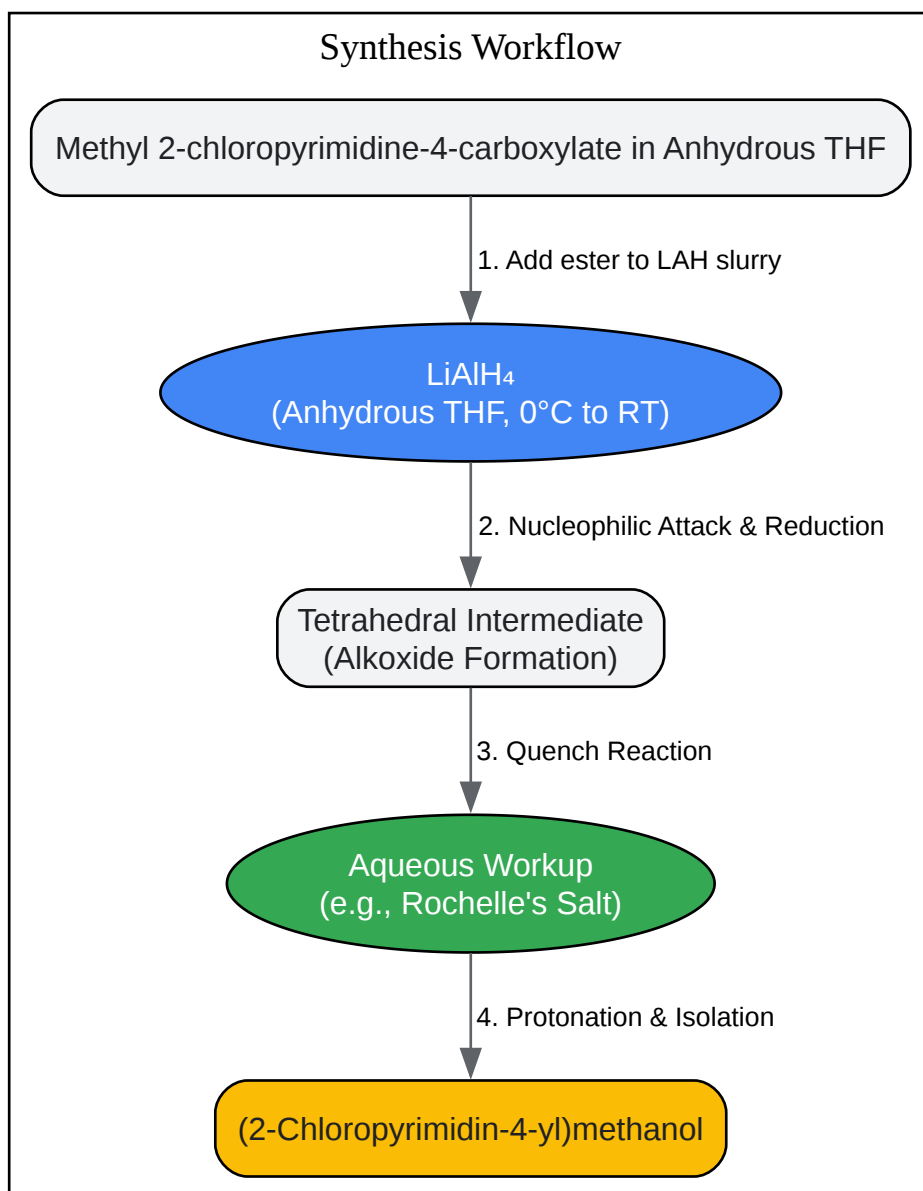 Synthesis Workflow
Methyl 2-chloropyrimidine-4-carboxylate in Anhydrous THF
1. Add ester to LAH slurry
LiAlH₄
(Anhydrous THF, 0°C to RT)
2. Nucleophilic Attack & Reduction
Tetrahedral Intermediate
(Alkoxide Formation)
3. Quench Reaction
Aqueous Workup
(e.g., Rochelle's Salt)
4. Protonation & Isolation
(2-Chloropyrimidin-4-yl)methanol